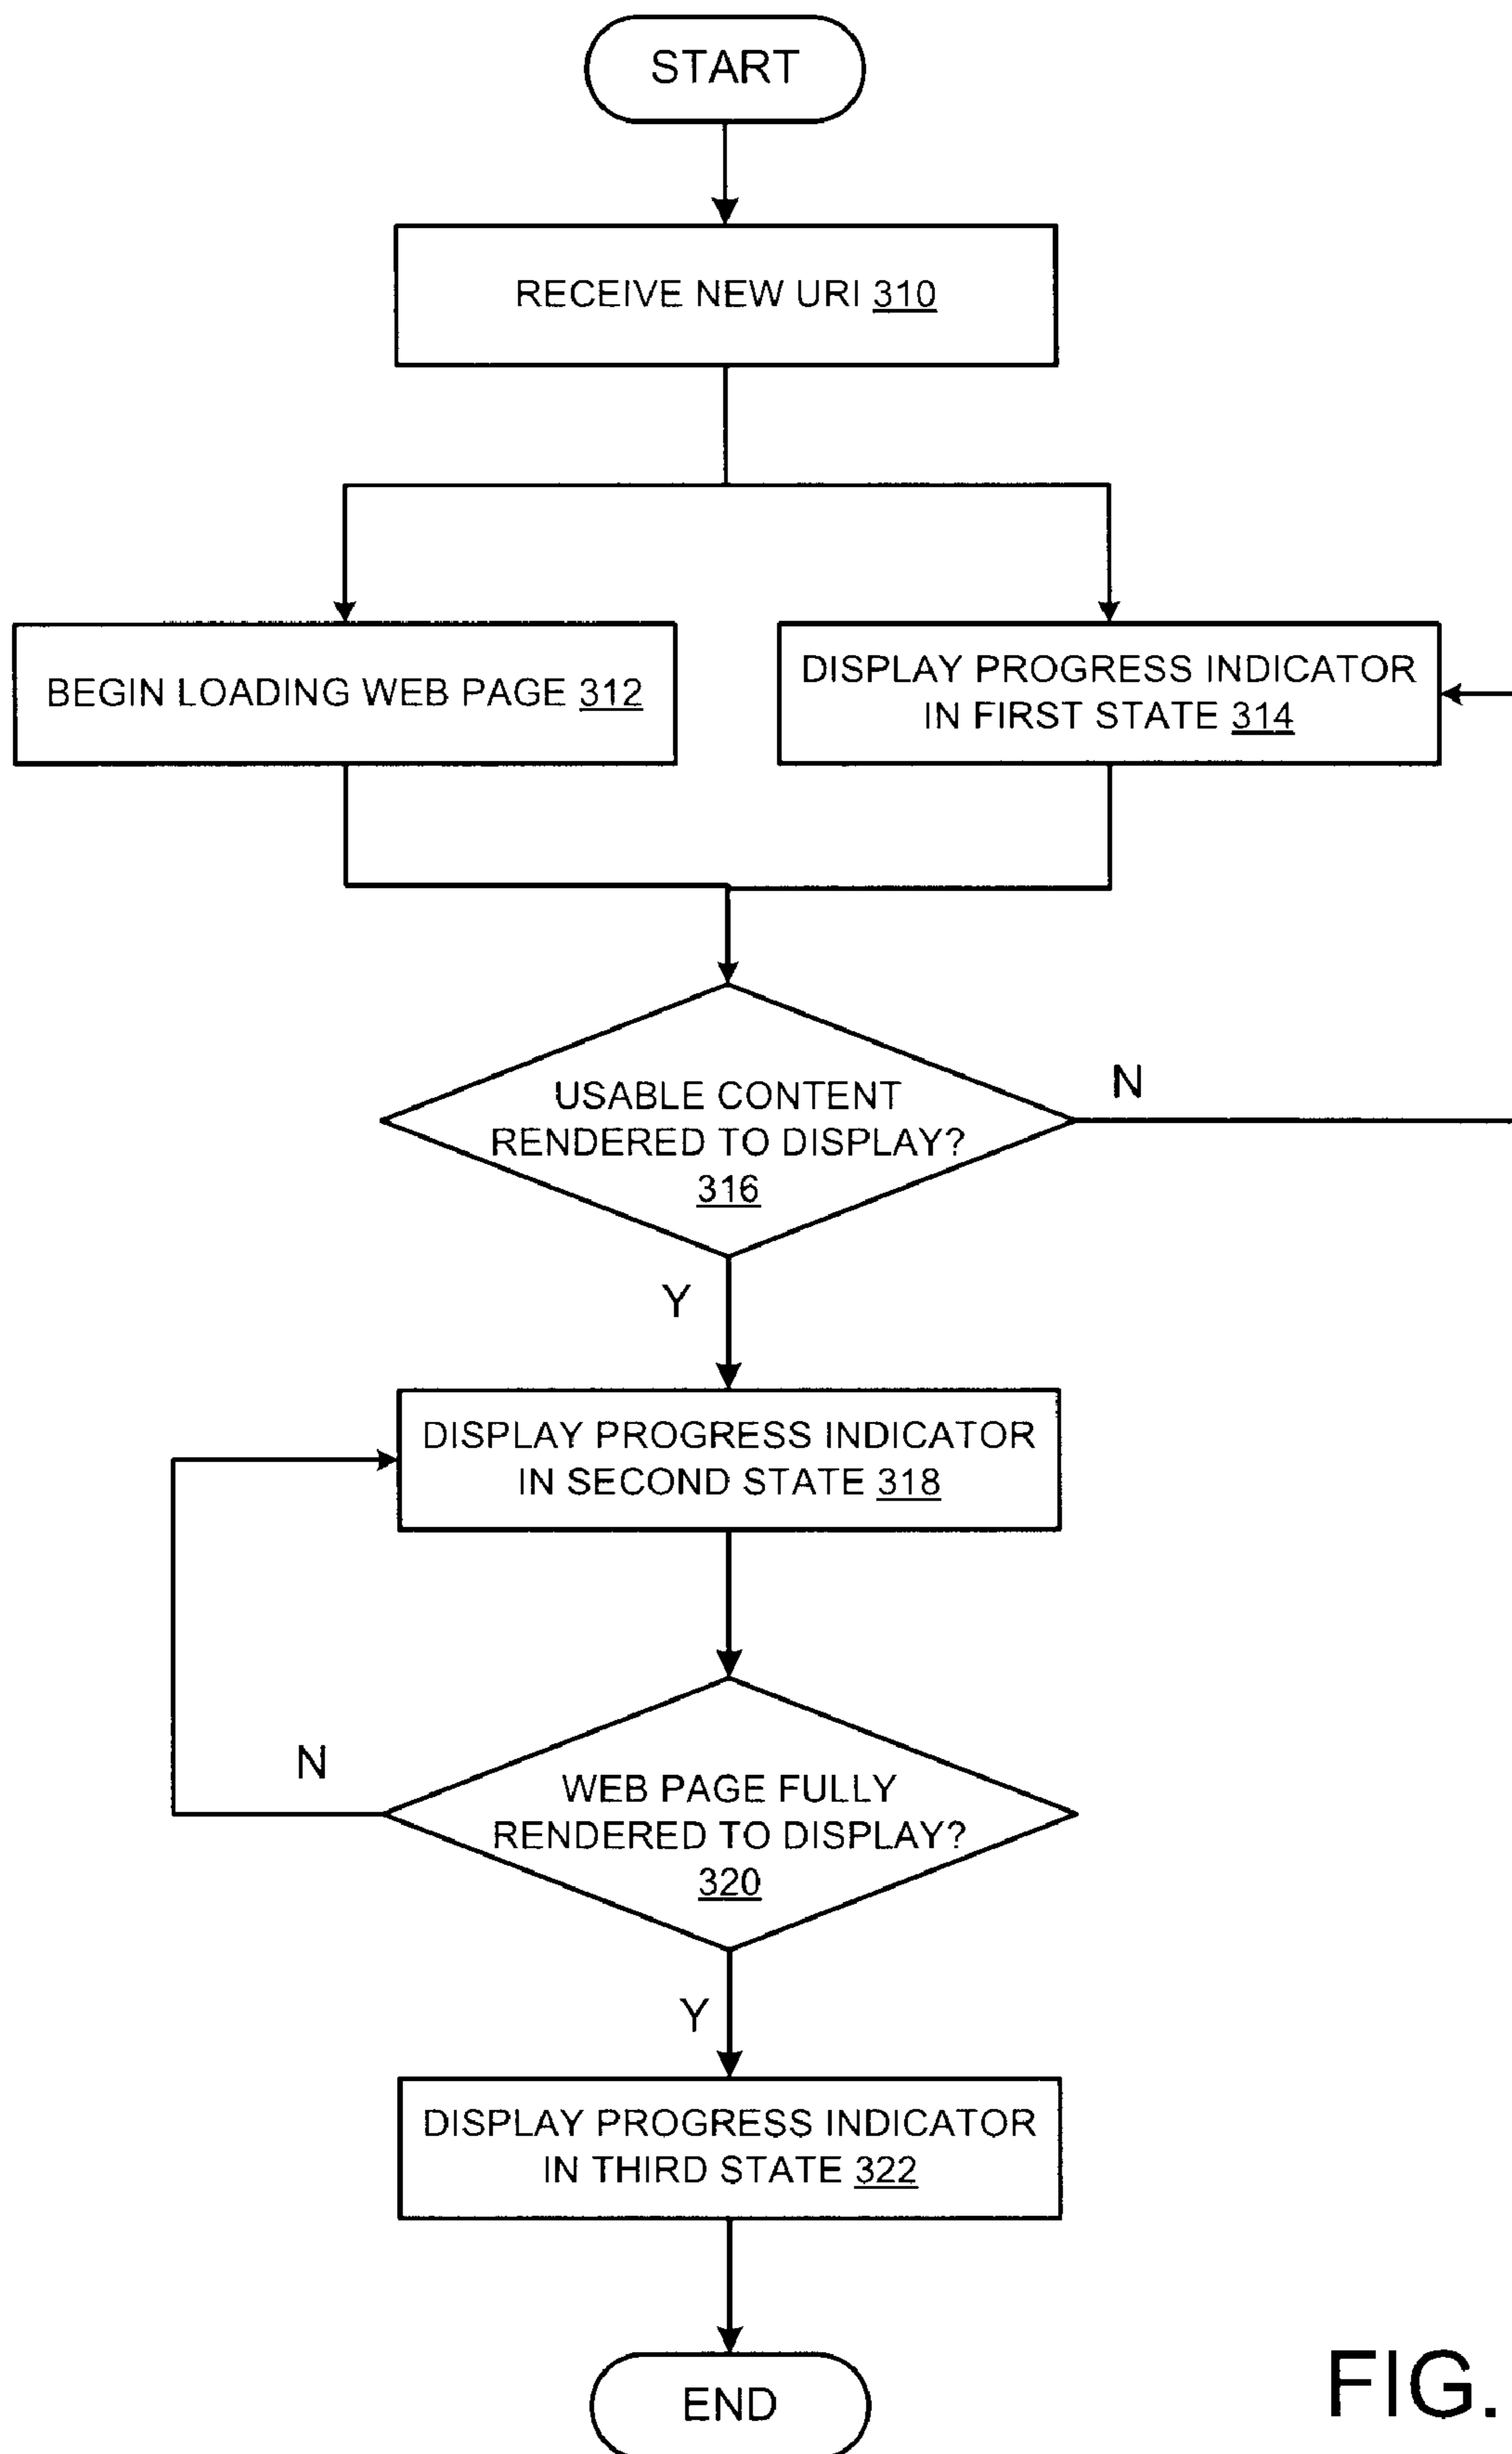 START
RECEIVE NEW URI 310
BEGIN LOADING WEB PAGE 312
DISPLAY PROGRESS INDICATOR
IN FIRST STATE 314
USABLE CONTENT
RENDERED TO DISPLAY?
316
N
Y
DISPLAY PROGRESS INDICATOR
IN SECOND STATE 318
N
WEB PAGE FULLY
RENDERED TO DISPLAY?
320
Y
DISPLAY PROGRESS INDICATOR
IN THIRD STATE 322
END
FIG.